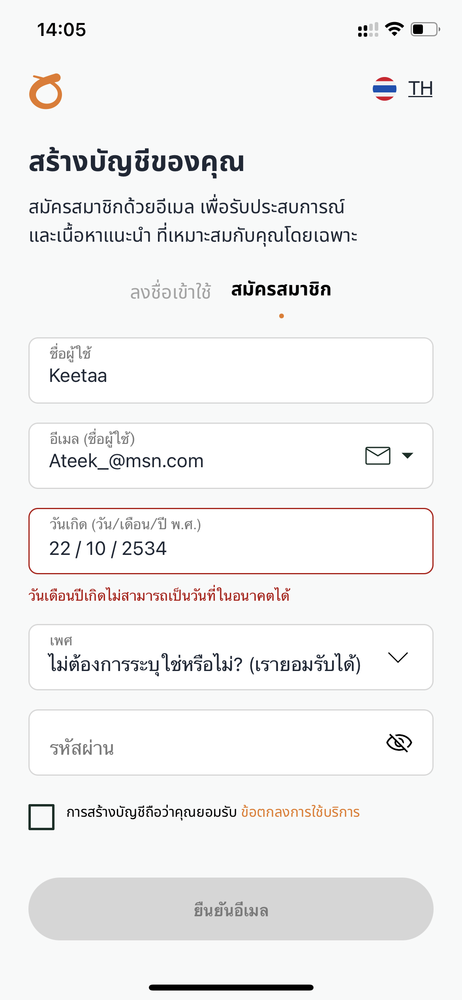 14:05
TH
สร้างบัญชีของคุณ
สมัครสมาชิกด้วยอีเมล เพื่อรับประสบการณ์
และเนื้อหาแนะนำ ที่เหมาะสมกับคุณโดยเฉพาะ
ลงชื่อเข้าใช้ สมัครสมาชิก
ชื่อผู้ใช้
Keetaa
อีเมล (ชื่อผู้ใช้)
Ateek_@msn.com
วันเกิด (วัน/เดือน/ปี พ.ศ.)
22 / 10 / 2534
วันเดือนปีเกิดไม่สามารถเป็นวันที่ในอนาคตได้
เพศ
ไม่ต้องการระบุใช่หรือไม่? (เรายอมรับได้)
รหัสผ่าน
การสร้างบัญชีถือว่าคุณยอมรับ ข้อตกลงการใช้บริการ
ยืนยันอีเมล